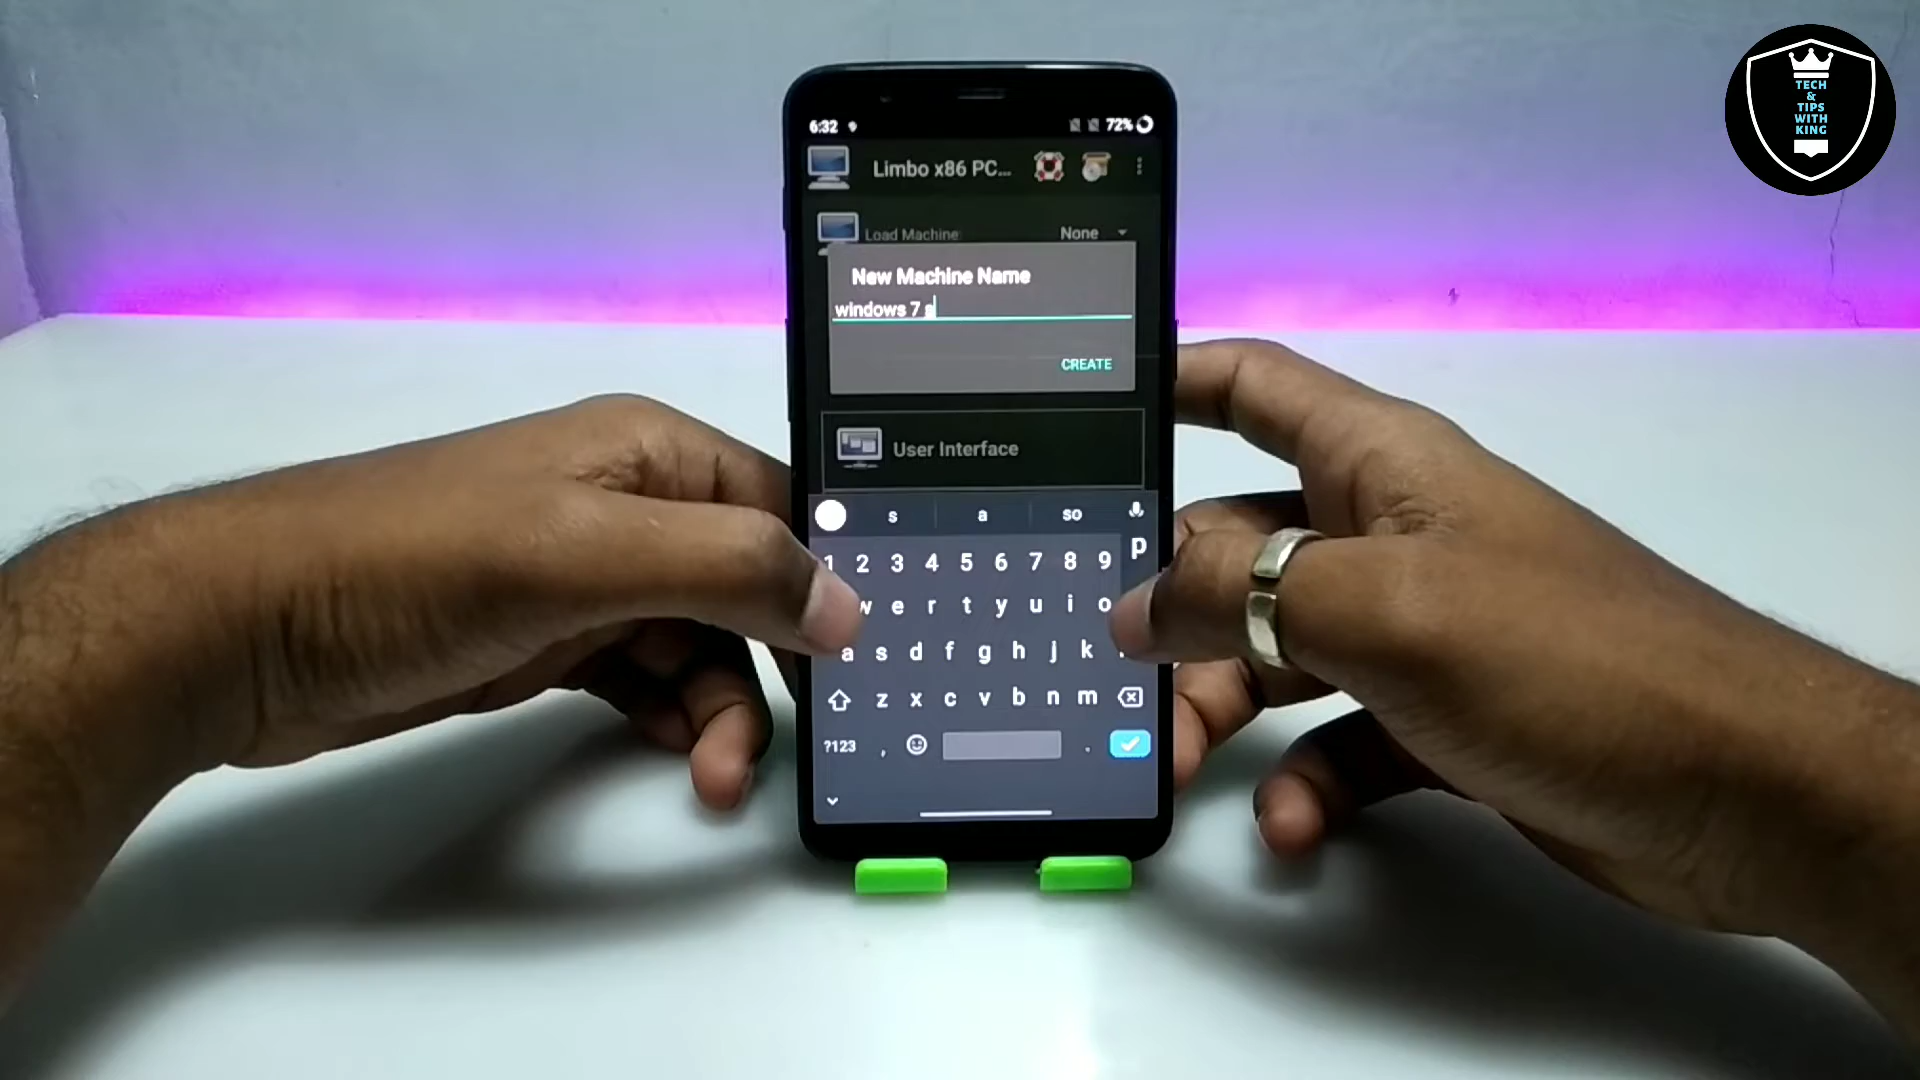 TECH
&
TIPS
WITH
KING
6:32 72%
Limbo x86 PC...
Load Machine: None
New Machine Name
windows 7 s
CREATE
User Interface
s a so
1 2 3 4 5 6 7 8 9 p
w e r t y u i o
a s d f g h j k
z x c v b n m
?123 , .